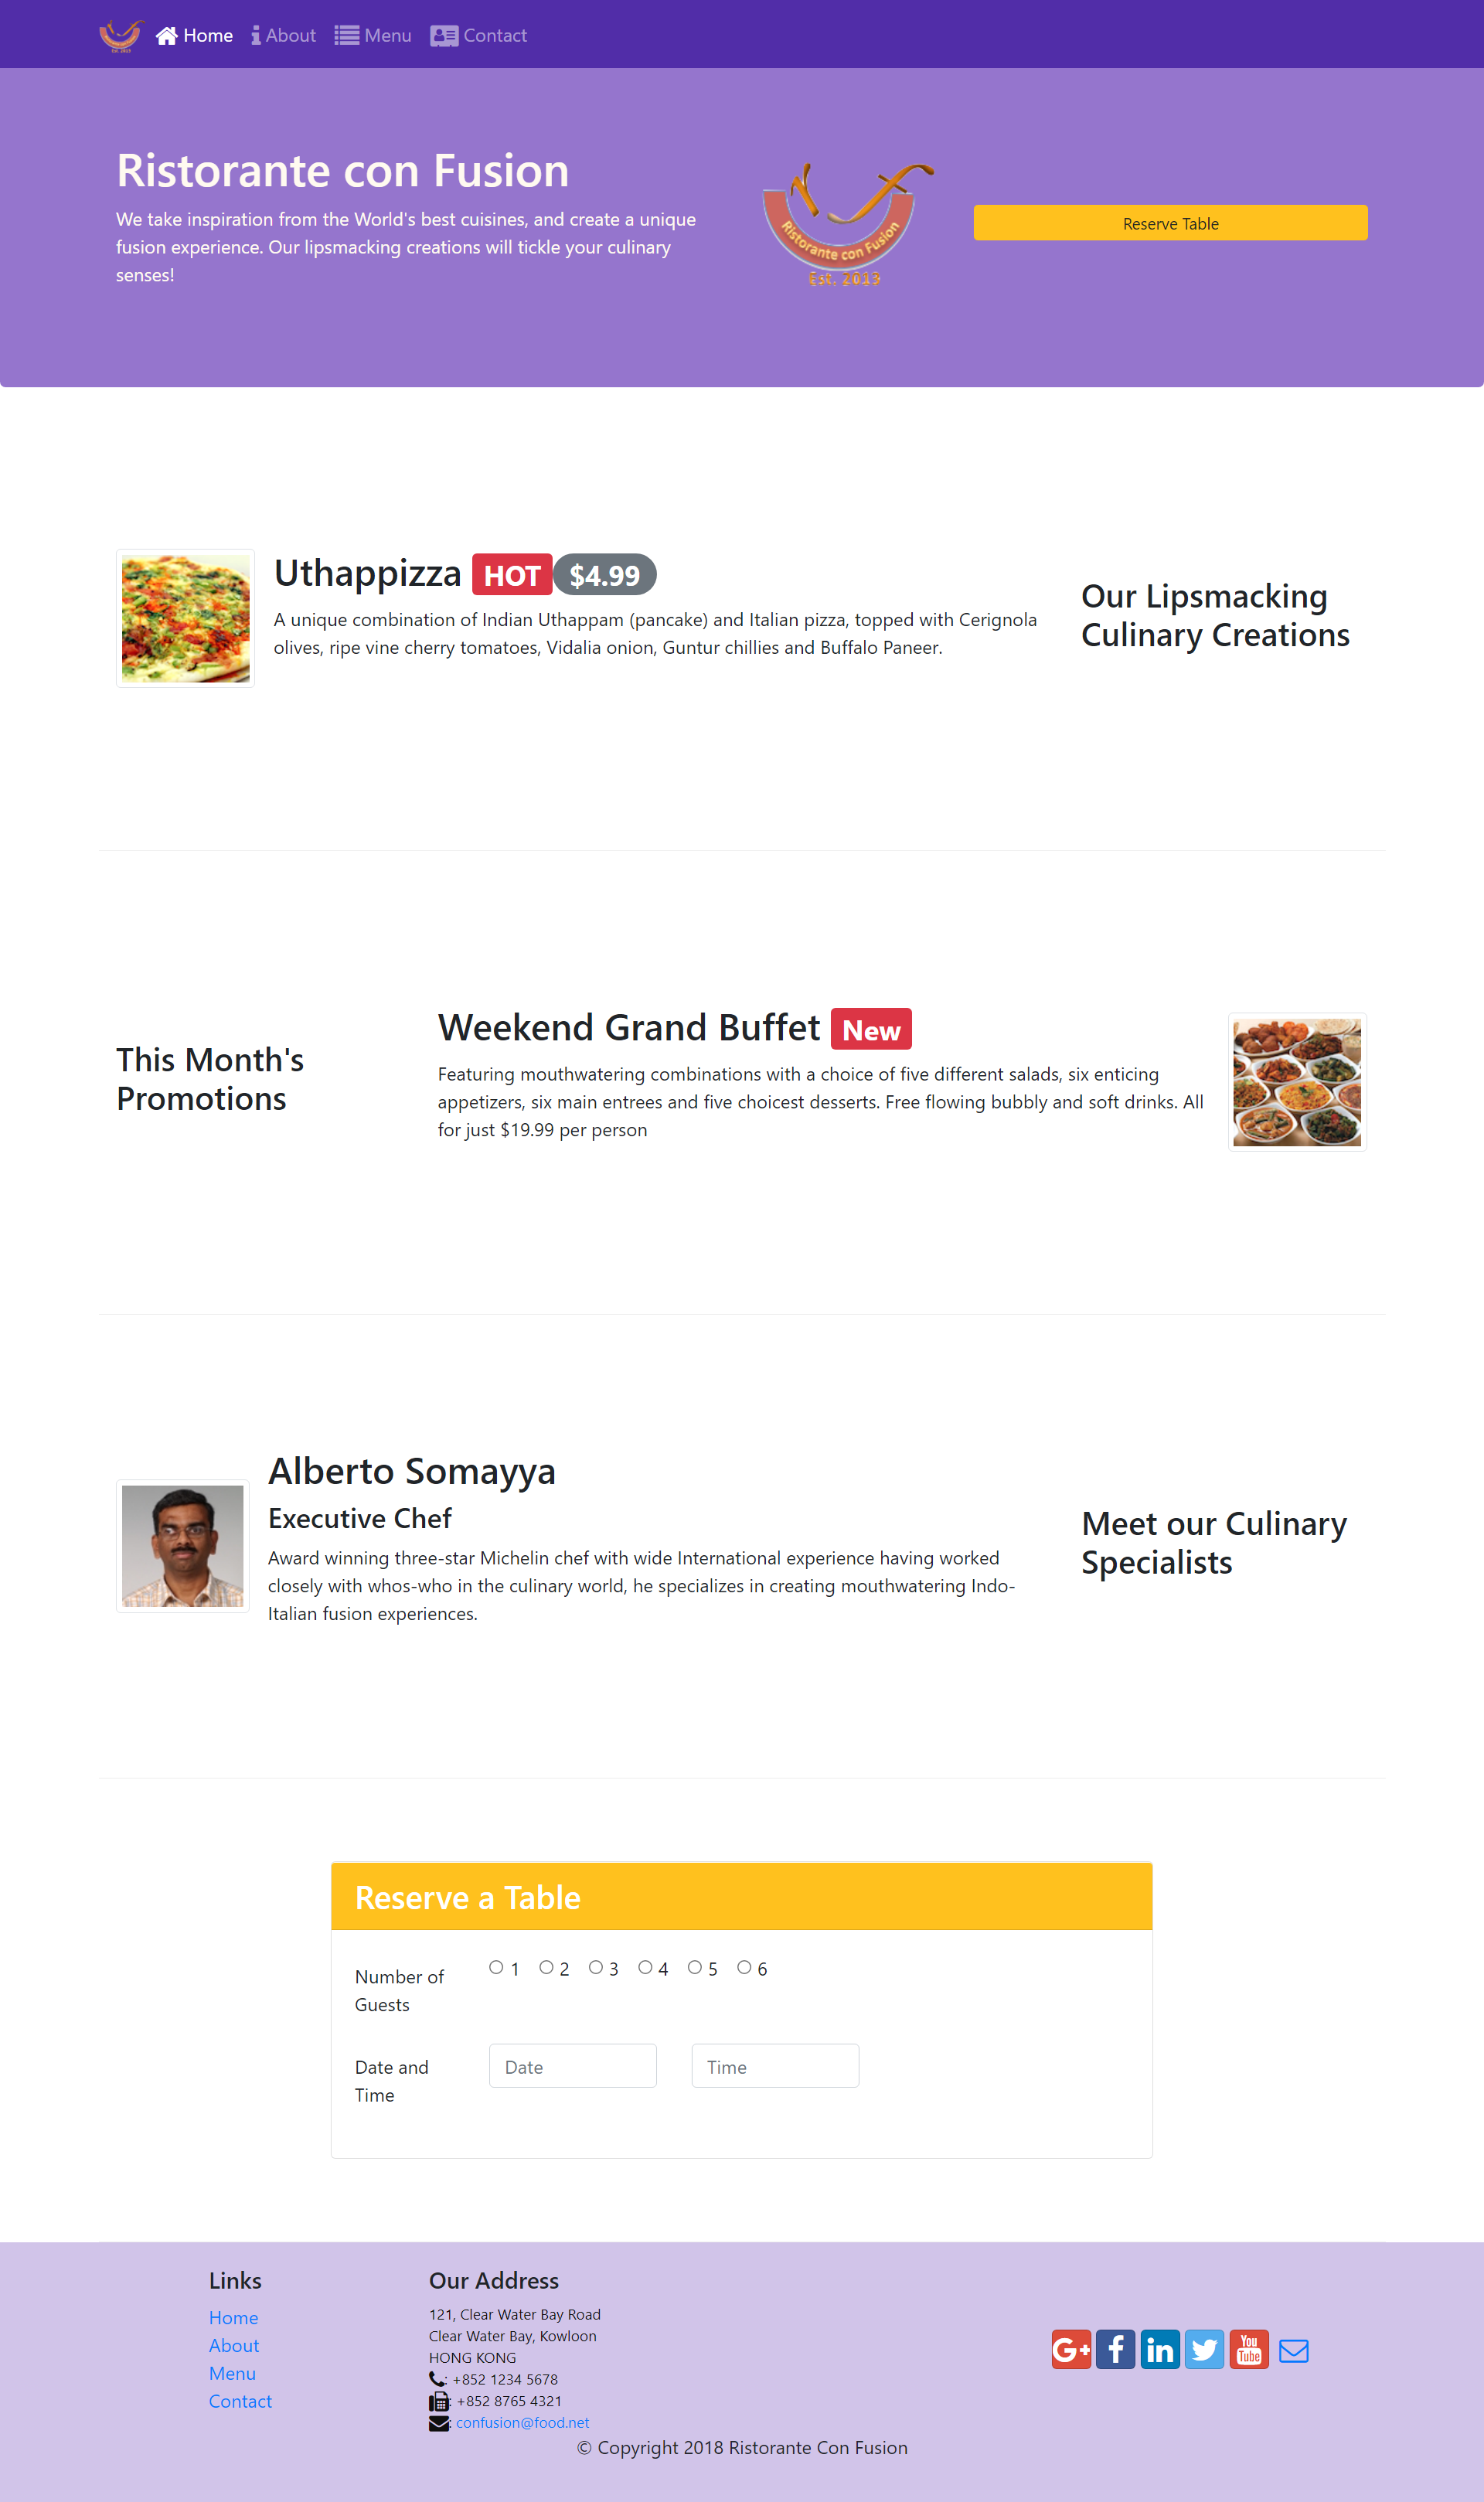 Home About Menu Contact
Ristorante con Fusion
We take inspiration from the World's best cuisines, and create a unique
fusion experience. Our lipsmacking creations will tickle your culinary
senses!
Ristorante con Fusion
Est. 2013
Reserve Table
Uthappizza HOT $4.99
A unique combination of Indian Uthappam (pancake) and Italian pizza, topped with Cerignola
olives, ripe vine cherry tomatoes, Vidalia onion, Guntur chillies and Buffalo Paneer.
Our Lipsmacking
Culinary Creations
This Month's
Promotions
Weekend Grand Buffet New
Featuring mouthwatering combinations with a choice of five different salads, six enticing
appetizers, six main entrees and five choicest desserts. Free flowing bubbly and soft drinks. All
for just $19.99 per person
Alberto Somayya
Executive Chef
Award winning three-star Michelin chef with wide International experience having worked
closely with whos-who in the culinary world, he specializes in creating mouthwatering Indo-
Italian fusion experiences.
Meet our Culinary
Specialists
Reserve a Table
Number of
Guests
1 2 3 4 5 6
Date and
Time
Date Time
Links
Home
About
Menu
Contact
Our Address
121, Clear Water Bay Road
Clear Water Bay, Kowloon
HONG KONG
: +852 1234 5678
: +852 8765 4321
: confusion@food.net
G+ f in You
Tube
© Copyright 2018 Ristorante Con Fusion